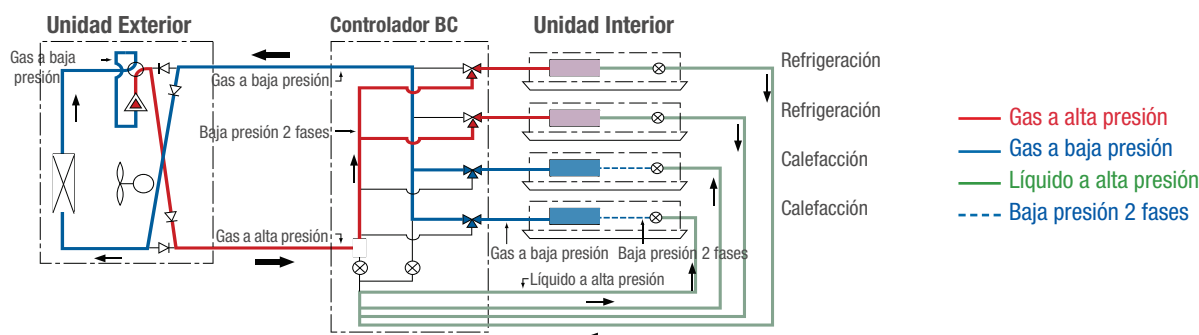 Unidad Exterior
Controlador BC
Unidad Interior
Gas a baja
presión
Gas a baja presión
Baja presión 2 fases
Gas a alta presión
Gas a baja presión
Baja presión 2 fases
Líquido a alta presión
Refrigeración
Refrigeración
Calefacción
Calefacción
Gas a alta presión
Gas a baja presión
Líquido a alta presión
Baja presión 2 fases